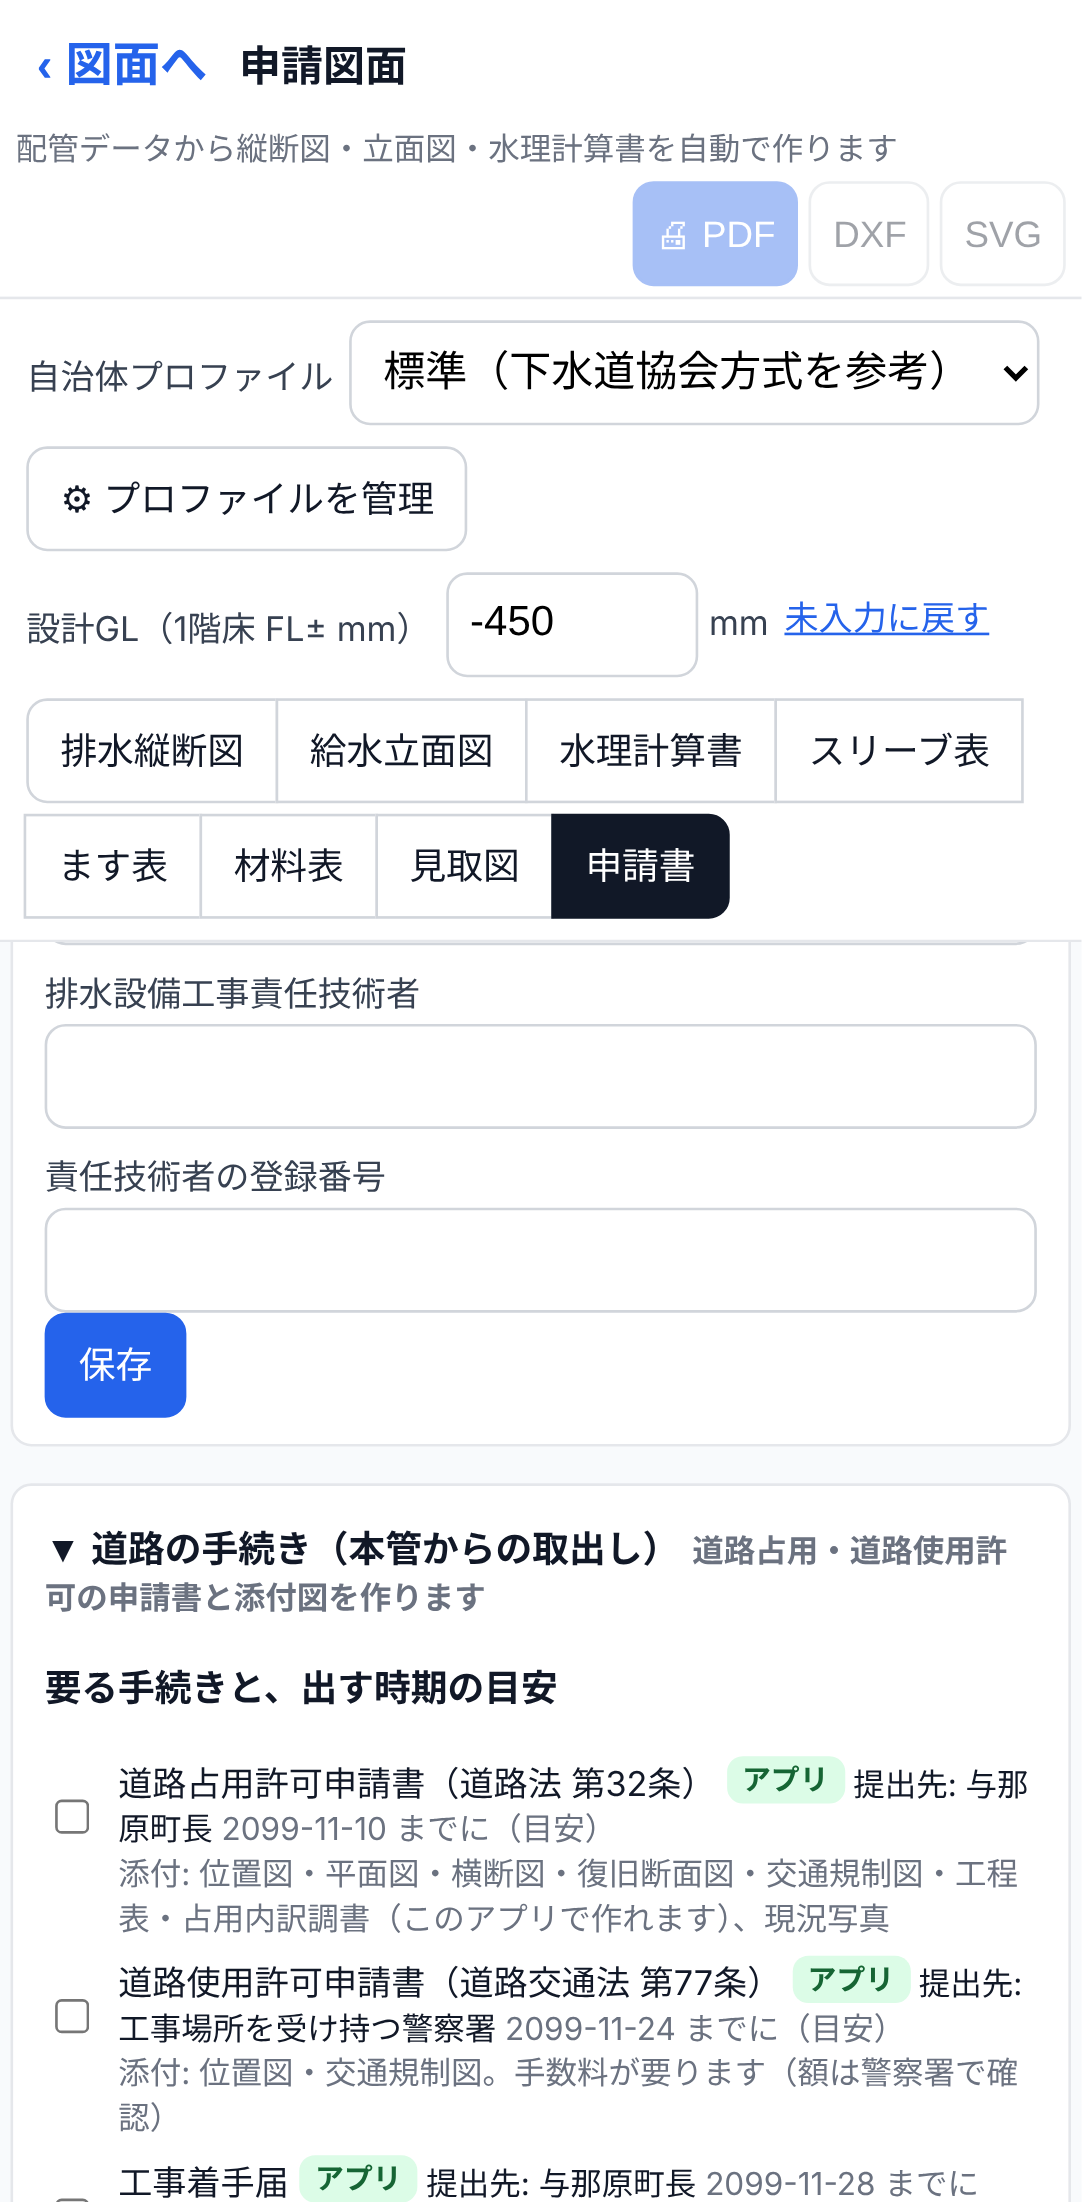 ‹ 図面へ 申請図面
配管データから縦断図・立面図・水理計算書を自動で作ります
🖨 PDF DXF SVG
自治体プロファイル 標準（下水道協会方式を参考）
⚙ プロファイルを管理
設計GL（1階床 FL± mm） -450 mm 未入力に戻す
排水縦断図 給水立面図 水理計算書 スリーブ表
ます表 材料表 見取図 申請書
排水設備工事責任技術者
責任技術者の登録番号
保存
▼ 道路の手続き（本管からの取出し） 道路占用・道路使用許
可の申請書と添付図を作ります
要る手続きと、出す時期の目安
道路占用許可申請書（道路法 第32条） アプリ 提出先: 与那
原町長 2099-11-10 までに（目安）
添付: 位置図・平面図・横断図・復旧断面図・交通規制図・工程
表・占用内訳調書（このアプリで作れます）、現況写真
道路使用許可申請書（道路交通法 第77条） アプリ 提出先:
工事場所を受け持つ警察署 2099-11-24 までに（目安）
添付: 位置図・交通規制図。手数料が要ります（額は警察署で確
認）
工事着手届 アプリ 提出先: 与那原町長 2099-11-28 までに